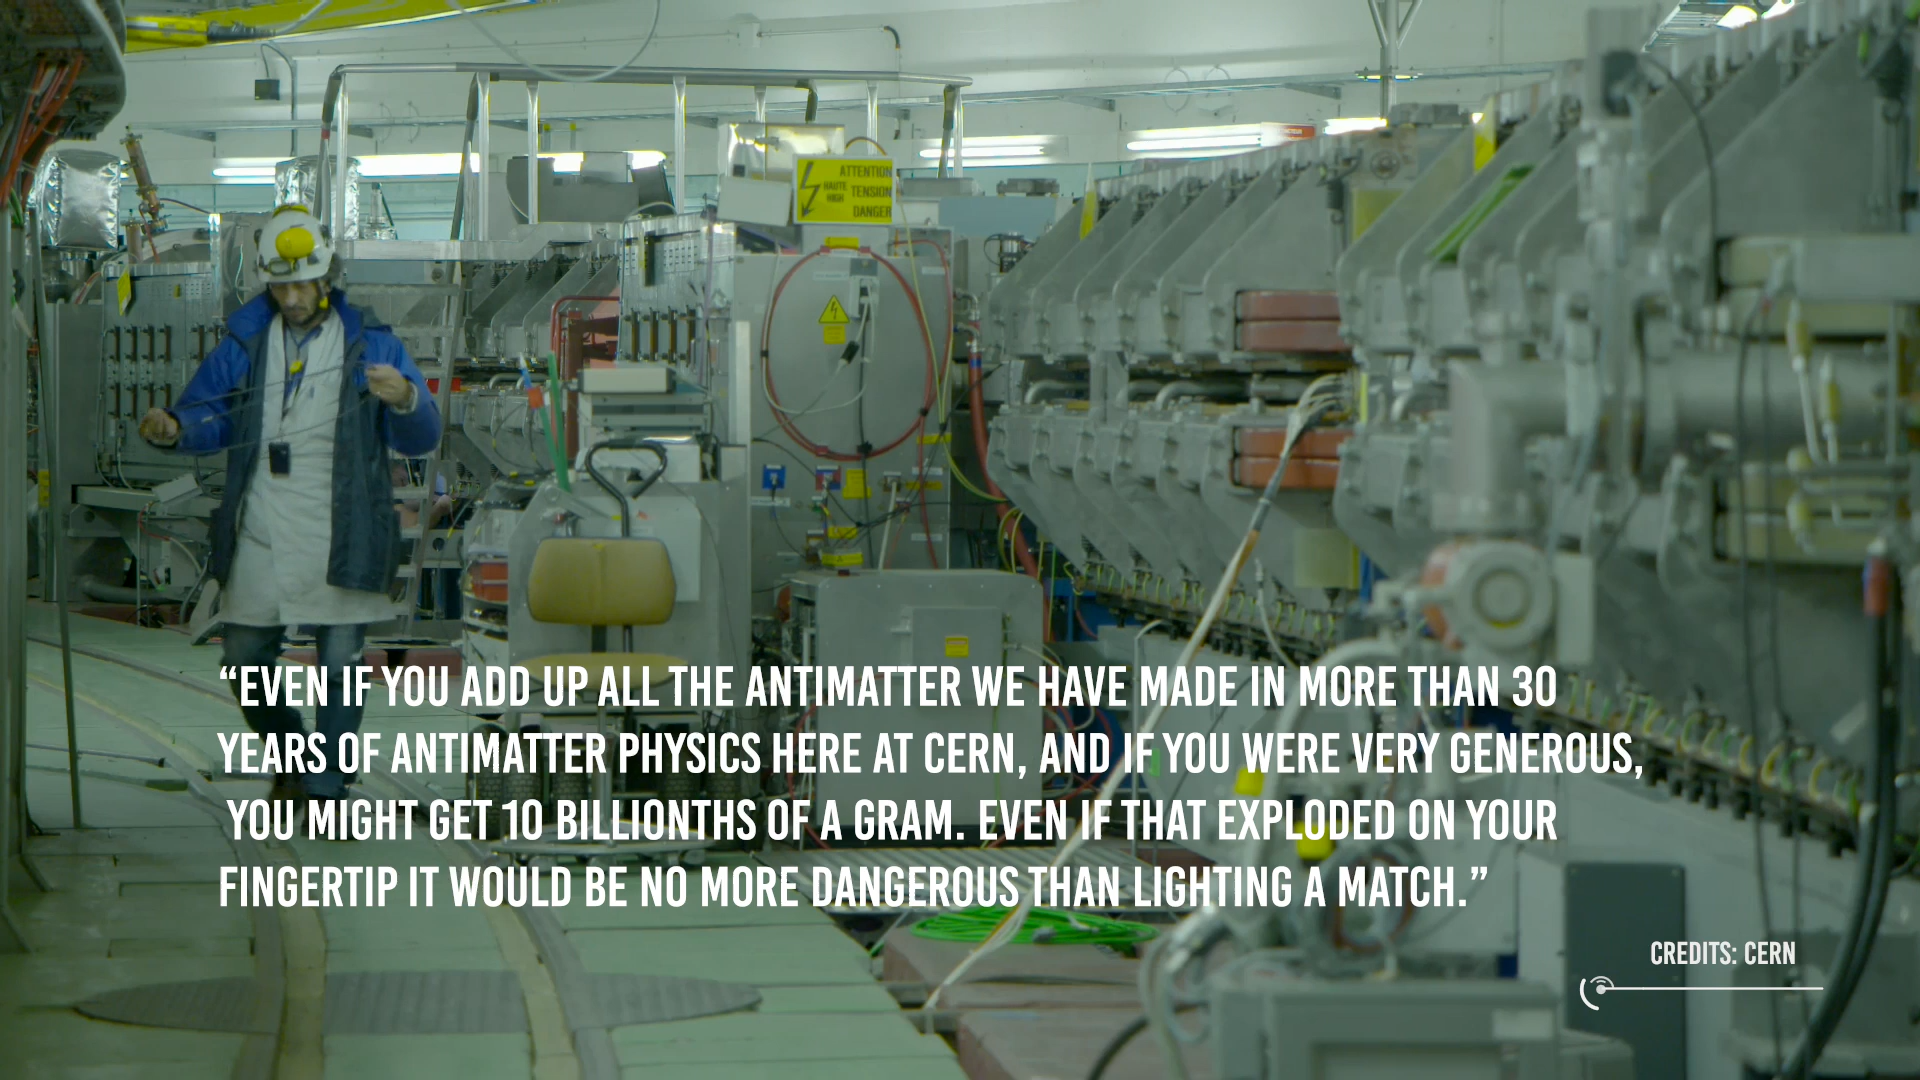 ATTENTION
HAUTE TENSION
HIGH
DANGER
“EVEN IF YOU ADD UP ALL THE ANTIMATTER WE HAVE MADE IN MORE THAN 30
YEARS OF ANTIMATTER PHYSICS HERE AT CERN, AND IF YOU WERE VERY GENEROUS,
YOU MIGHT GET 10 BILLIONTHS OF A GRAM. EVEN IF THAT EXPLODED ON YOUR
FINGERTIP IT WOULD BE NO MORE DANGEROUS THAN LIGHTING A MATCH.”
CREDITS: CERN